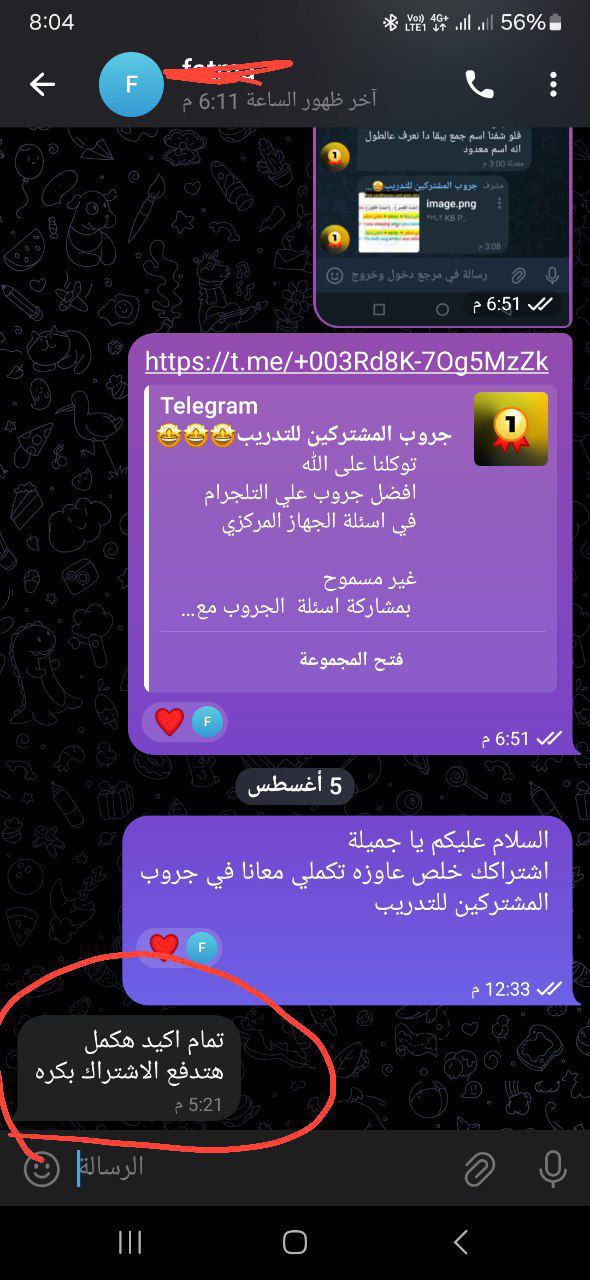 8:04
Vo)) 4G+
LTE1
56%
F
آخر ظهور الساعة 6:11 م
فلو شفنا اسم جمع يبقا دا نعرف عالطول
انه اسم معدود
معدلة 3:00 م
جروب المشتركين للتدريب🤩... مشرف
image.png
3:08 م
رسالة في مرجع دخول وخروج
6:51 م
https://t.me/+003Rd8K-7Og5MzZk
Telegram
جروب المشتركين للتدريب🤩🤩🤩
1
توكلنا على الله
افضل جروب علي التلجرام
في اسئلة الجهاز المركزي
غير مسموح
بمشاركة اسئلة الجروب مع...
فتح المجموعة
❤️ F
6:51 م
5 أغسطس
السلام عليكم يا جميلة
اشتراكك خلص عاوزه تكملي معانا في جروب
المشتركين للتدريب
❤️ F
12:33 م
تمام اكيد هكمل
هتدفع الاشتراك بكره
5:21 م
الرسالة